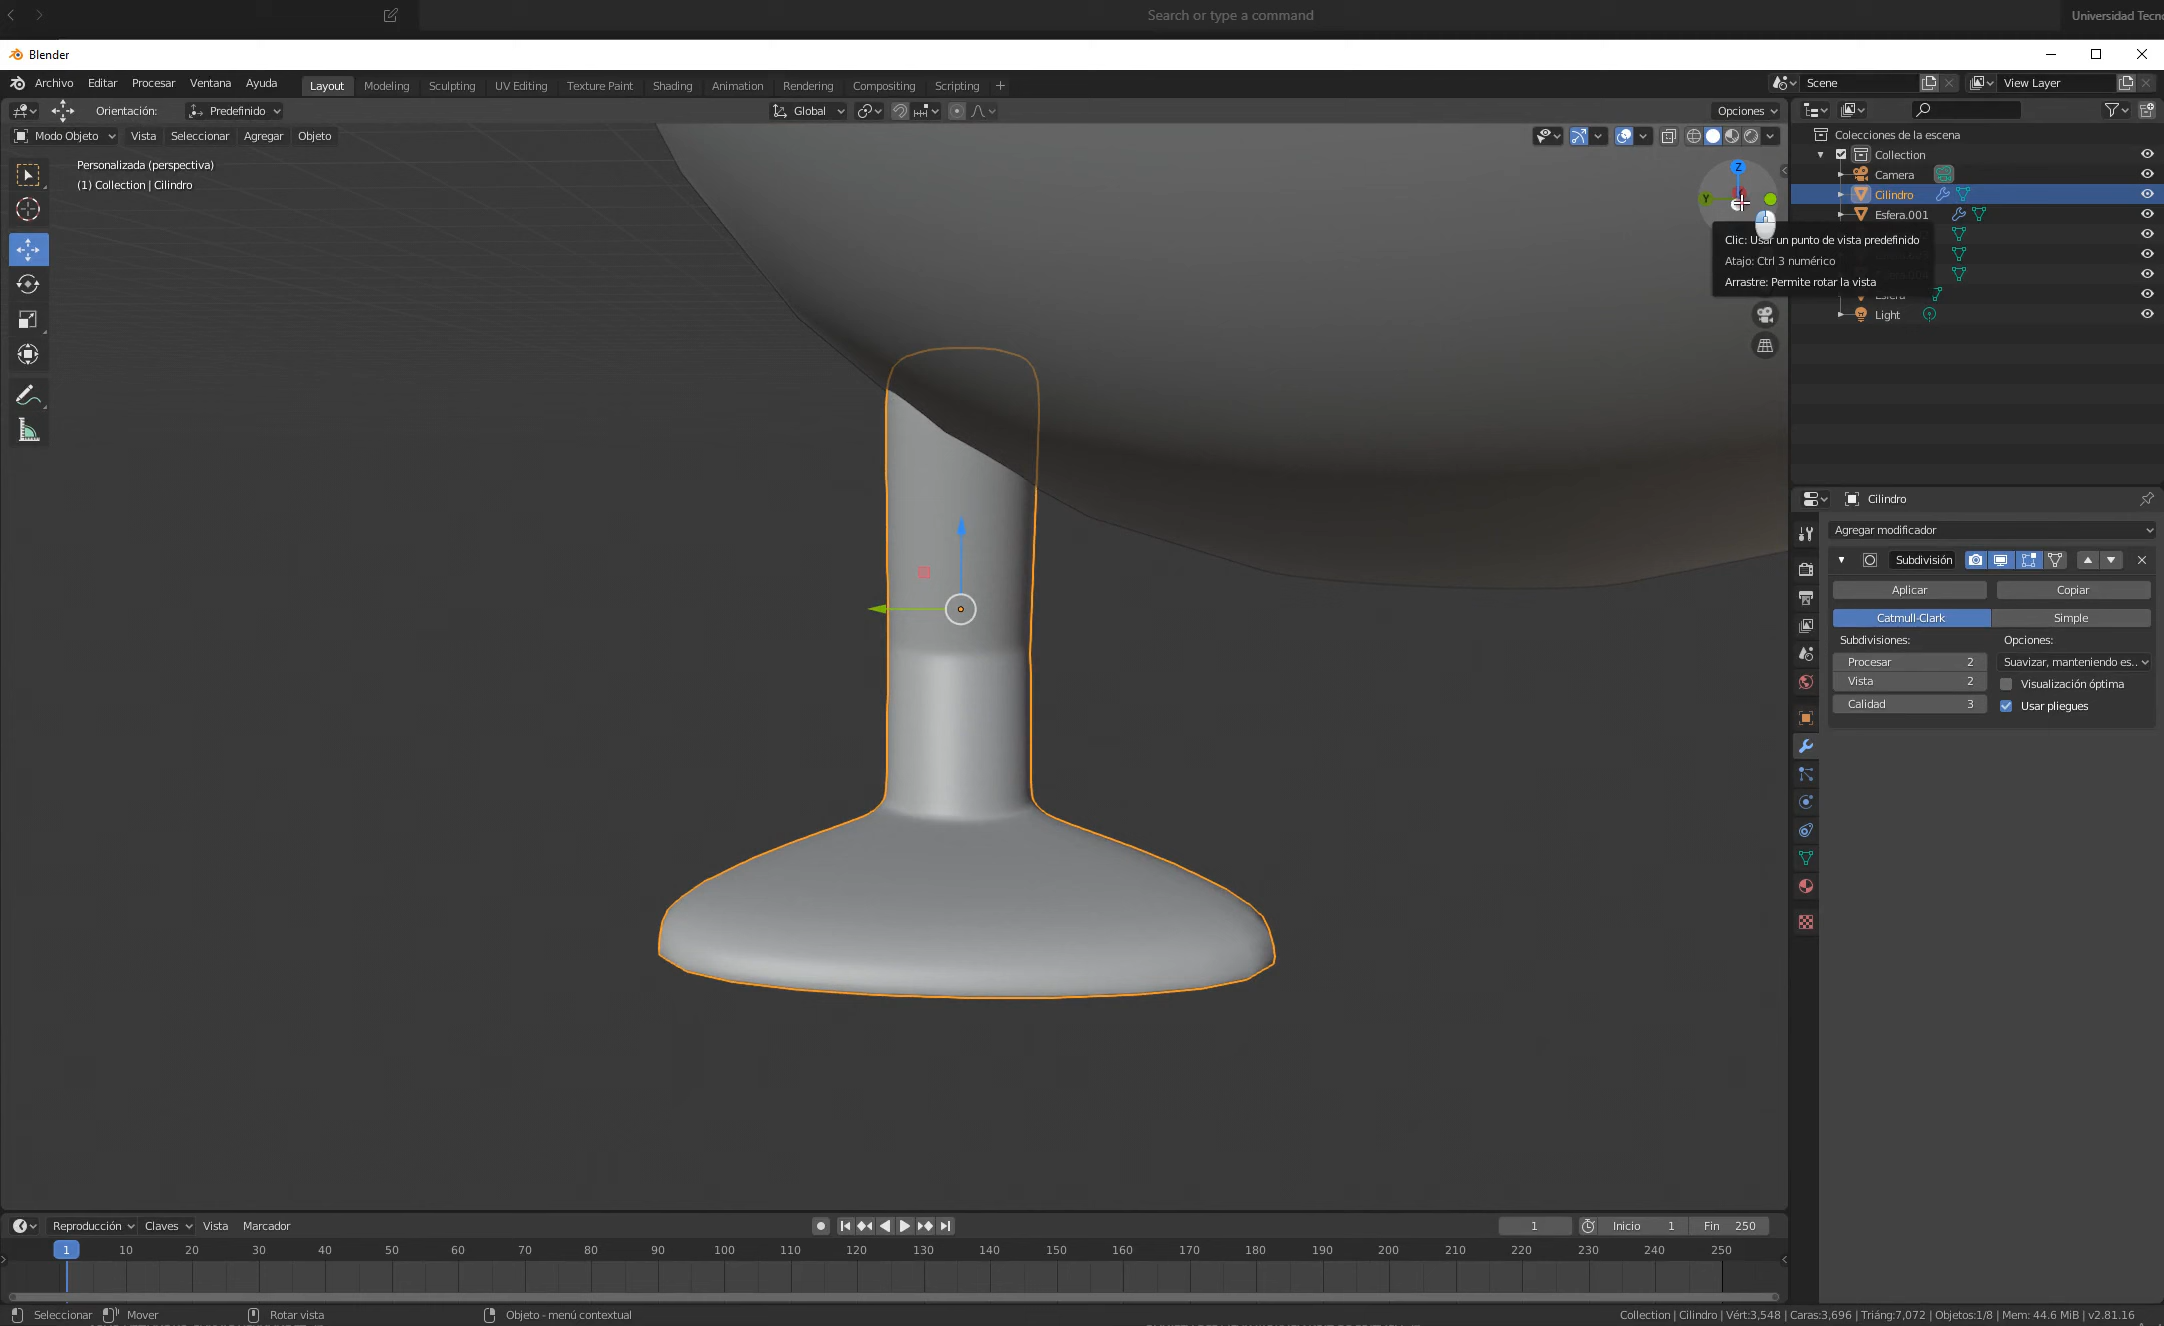 Search or type a command
Universidad Tecno
Blender
Archivo Editar Procesar Ventana Ayuda Layout Modeling Sculpting UV Editing Texture Paint Shading Animation Rendering Compositing Scripting + Scene View Layer
Orientación: Predefinido Global Opciones
Modo Objeto Vista Seleccionar Agregar Objeto
Personalizada (perspectiva)
(1) Collection | Cilindro
Z
Y
Clic: Usar un punto de vista predefinido
Atajo: Ctrl 3 numérico
Arrastre: Permite rotar la vista
Colecciones de la escena
Collection
Camera
Cilindro
Esfera.001
Esfera
Light
Cilindro
Agregar modificador
Subdivisión
Aplicar Copiar
Catmull-Clark Simple
Subdivisiones: Opciones:
Procesar 2 Suavizar, manteniendo es..
Vista 2 Visualización óptima
Calidad 3 Usar pliegues
Reproducción Claves Vista Marcador 1 Inicio 1 Fin 250
1 10 20 30 40 50 60 70 80 90 100 110 120 130 140 150 160 170 180 190 200 210 220 230 240 250
Seleccionar Mover Rotar vista Objeto - menú contextual Collection | Cilindro | Vért:3,548 | Caras:3,696 | Triáng:7,072 | Objetos:1/8 | Mem: 44.6 MiB | v2.81.16